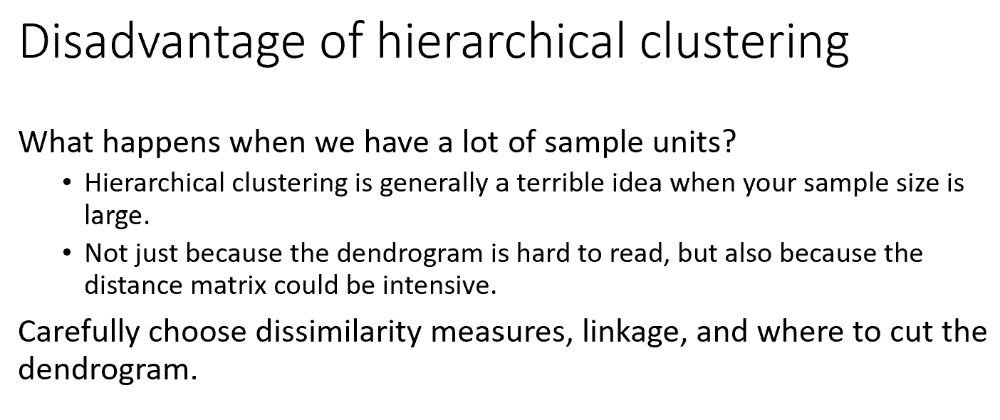 Disadvantage of hierarchical clustering
What happens when we have a lot of sample units?
• Hierarchical clustering is generally a terrible idea when your sample size is
large.
• Not just because the dendrogram is hard to read, but also because the
distance matrix could be intensive.
Carefully choose dissimilarity measures, linkage, and where to cut the
dendrogram.